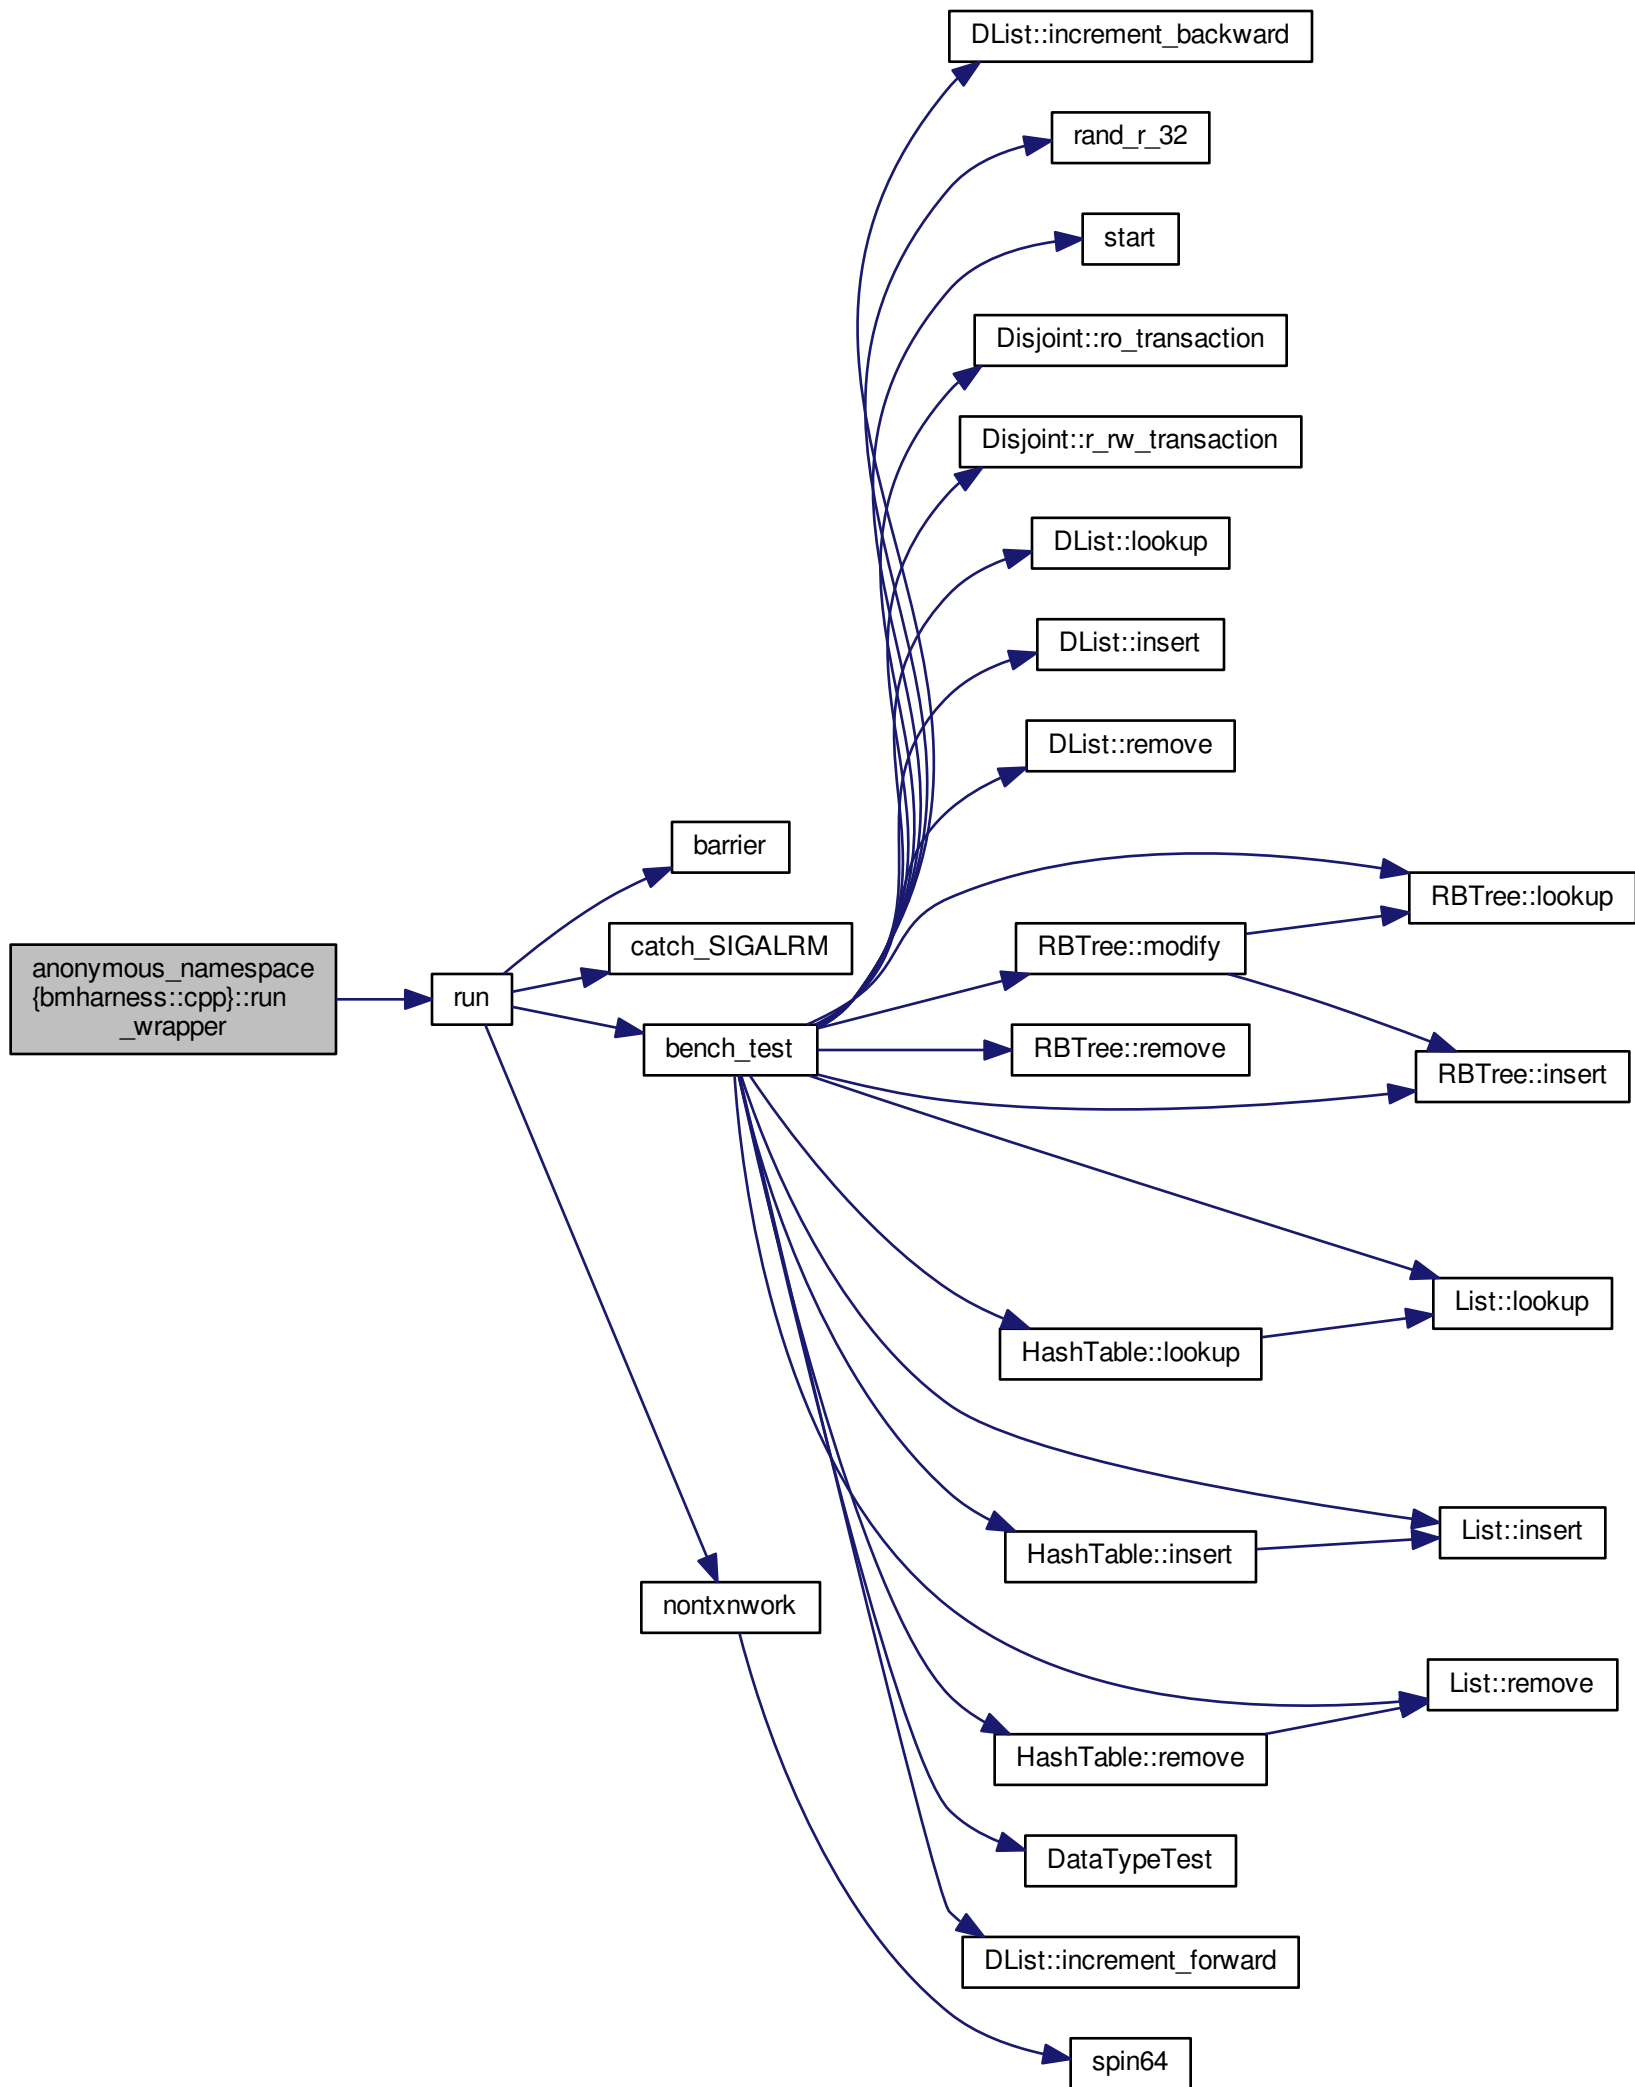 DList::increment_backward
rand_r_32
start
Disjoint::ro_transaction
Disjoint::r_rw_transaction
DList::lookup
DList::insert
DList::remove
barrier
RBTree::lookup
catch_SIGALRM
RBTree::modify
anonymous_namespace
{bmharness::cpp}::run
_wrapper
run
bench_test
RBTree::remove
RBTree::insert
List::lookup
HashTable::lookup
List::insert
HashTable::insert
nontxnwork
List::remove
HashTable::remove
DataTypeTest
DList::increment_forward
spin64